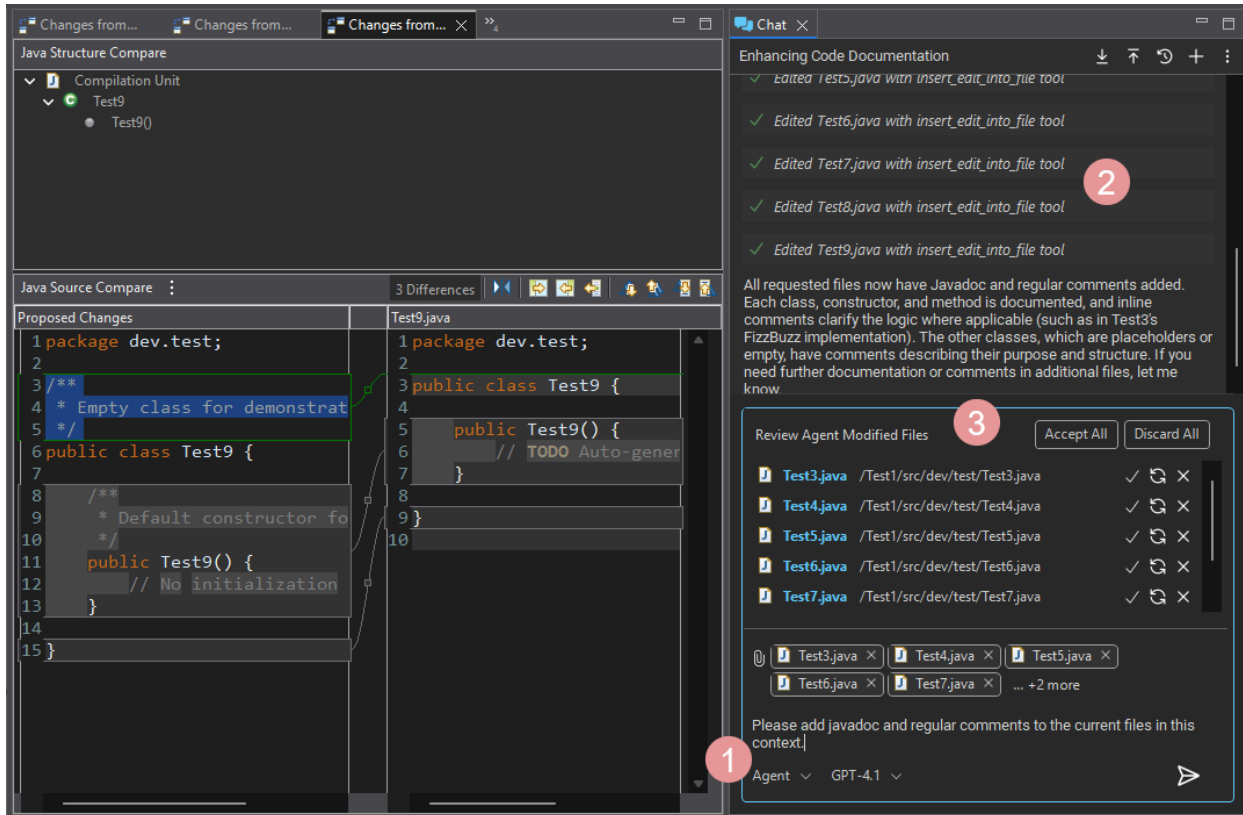 Changes from...
Changes from...
Changes from...
»4
Java Structure Compare
Compilation Unit
Test9
Test9()
Java Source Compare
3 Differences
Proposed Changes
1 package dev.test;
2
3 /**
4 * Empty class for demonstrat
5 */
6 public class Test9 {
7
8 /**
9 * Default constructor fo
10 */
11 public Test9() {
12 // No initialization
13 }
14
15 }
Test9.java
1 package dev.test;
2
3 public class Test9 {
4
5 public Test9() {
6 // TODO Auto-gener
7 }
8
9 }
10
Chat
Enhancing Code Documentation
Edited Test5.java with insert_edit_into_file tool
Edited Test6.java with insert_edit_into_file tool
Edited Test7.java with insert_edit_into_file tool
2
Edited Test8.java with insert_edit_into_file tool
Edited Test9.java with insert_edit_into_file tool
All requested files now have Javadoc and regular comments added.
Each class, constructor, and method is documented, and inline
comments clarify the logic where applicable (such as in Test3's
FizzBuzz implementation). The other classes, which are placeholders or
empty, have comments describing their purpose and structure. If you
need further documentation or comments in additional files, let me
know.
3
Review Agent Modified Files
Accept All
Discard All
Test3.java /Test1/src/dev/test/Test3.java
Test4.java /Test1/src/dev/test/Test4.java
Test5.java /Test1/src/dev/test/Test5.java
Test6.java /Test1/src/dev/test/Test6.java
Test7.java /Test1/src/dev/test/Test7.java
Test3.java
Test4.java
Test5.java
Test6.java
Test7.java
... +2 more
Please add javadoc and regular comments to the current files in this
context.
1
Agent
GPT-4.1